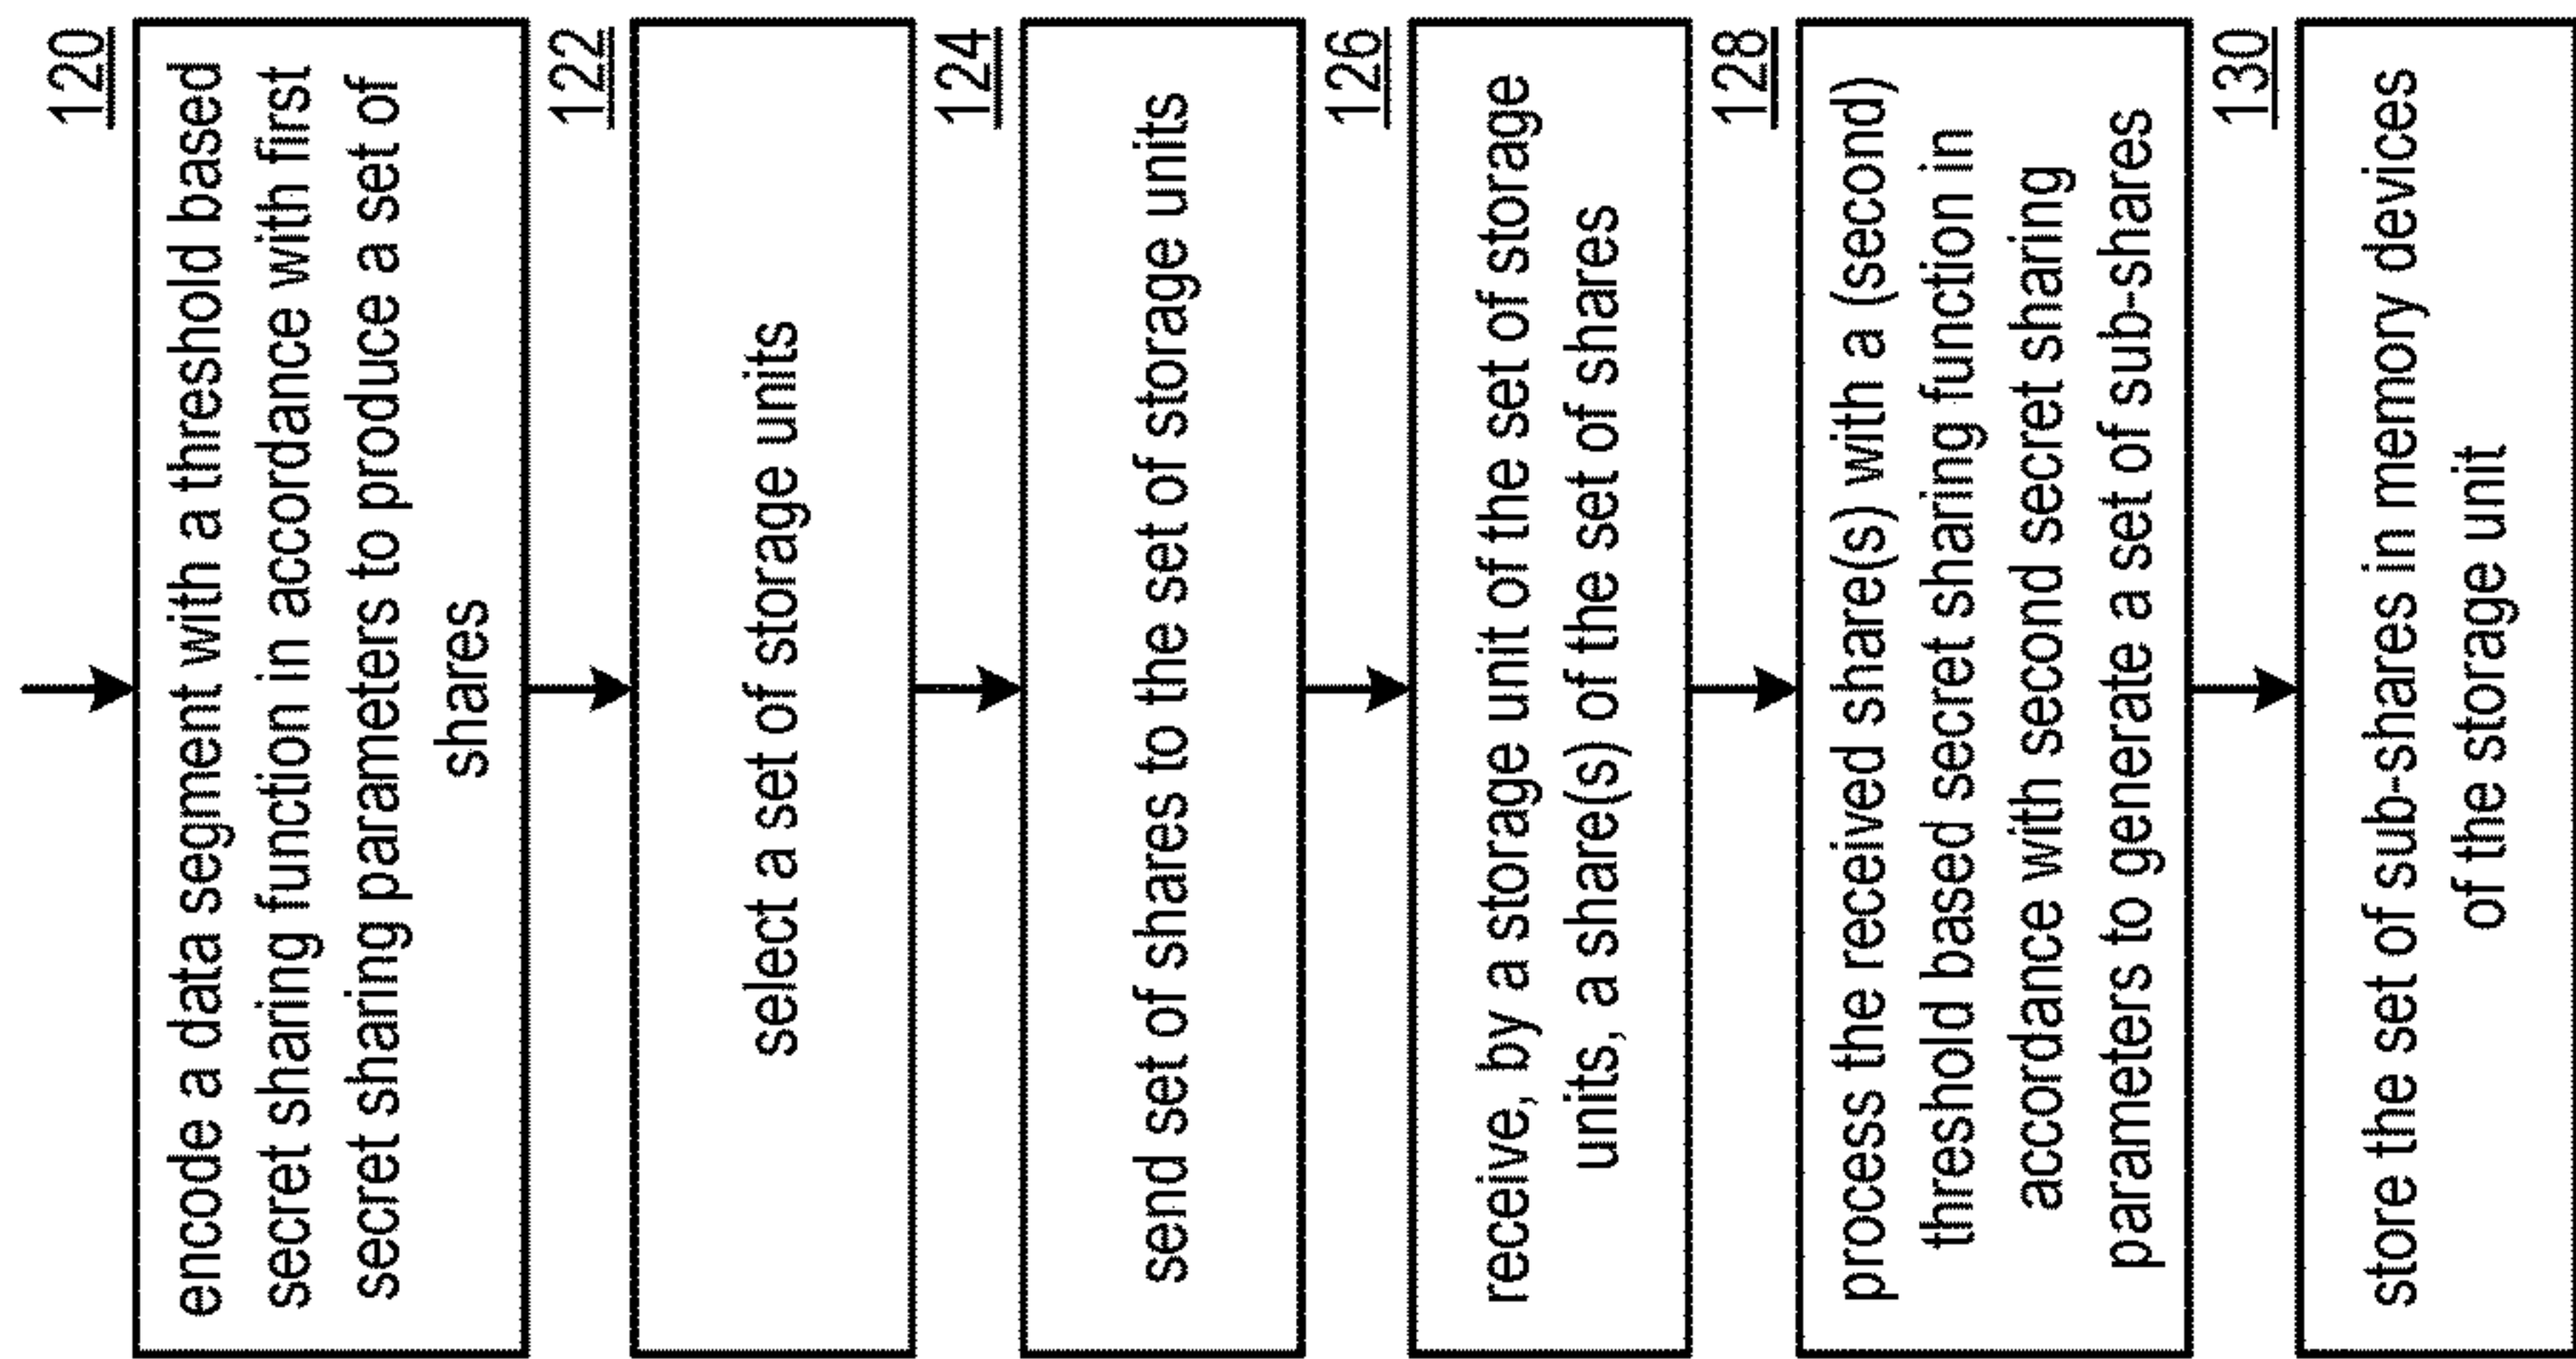 120
encode a data segment with a threshold based
secret sharing function in accordance with first
secret sharing parameters to produce a set of
shares
122
select a set of storage units
124
send set of shares to the set of storage units
126
receive, by a storage unit of the set of storage
units, a share(s) of the set of shares
128
process the received share(s) with a (second)
threshold based secret sharing function in
accordance with second secret sharing
parameters to generate a set of sub-shares
130
store the set of sub-shares in memory devices
of the storage unit